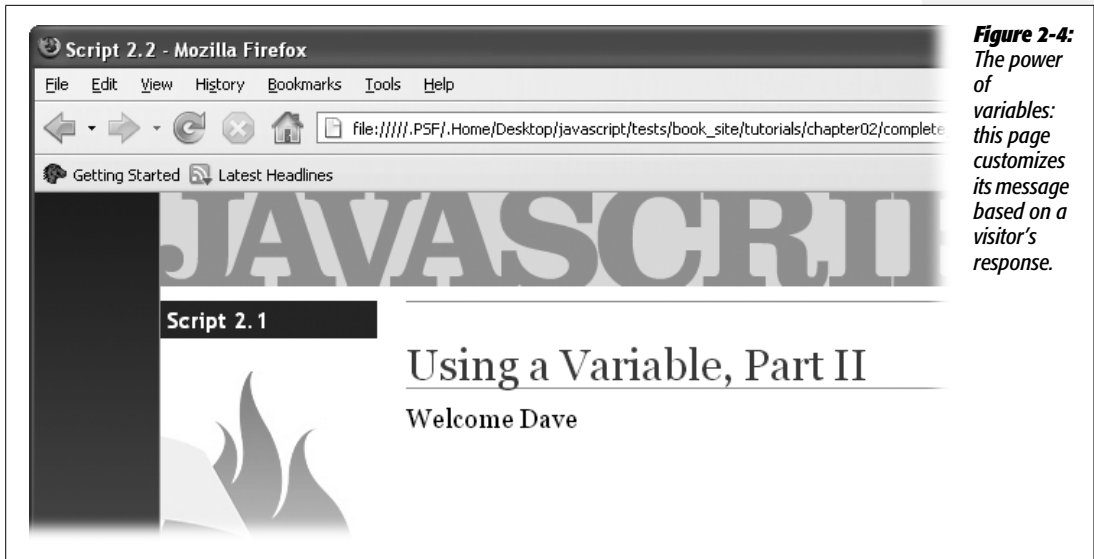 Script 2.2 - Mozilla Firefox
File Edit View History Bookmarks Tools Help
file://///.PSF/.Home/Desktop/javascript/tests/book_site/tutorials/chapter02/complete
Getting Started Latest Headlines
JAVASCRI
Script 2.1
Using a Variable, Part II
Welcome Dave
Figure 2-4:
The power
of
variables:
this page
customizes
its message
based on a
visitor's
response.